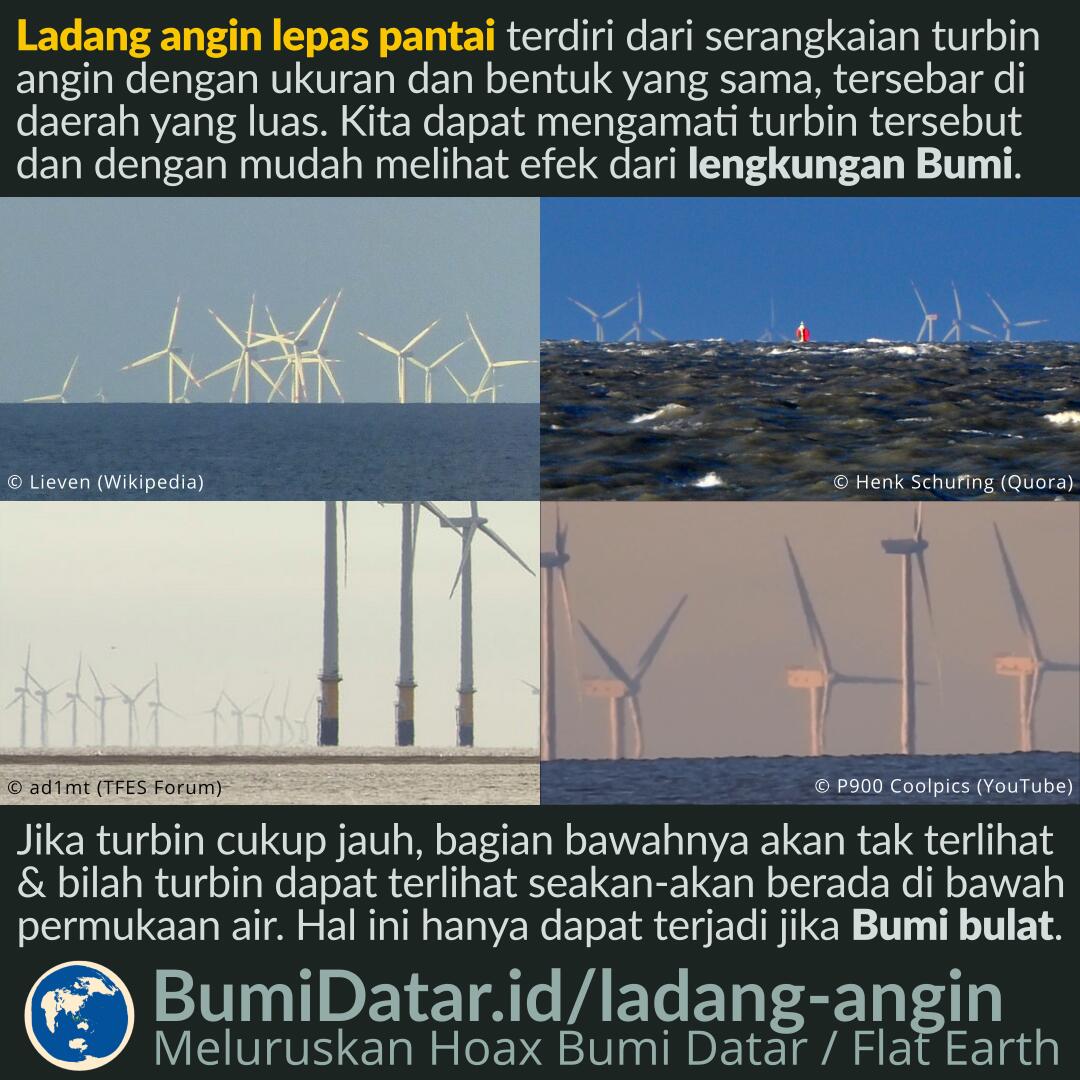 Ladang angin lepas pantai terdiri dari serangkaian turbin
angin dengan ukuran dan bentuk yang sama, tersebar di
daerah yang luas. Kita dapat mengamati turbin tersebut
dan dengan mudah melihat efek dari lengkungan Bumi.
© Lieven (Wikipedia)
© Henk Schuring (Quora)
© ad1mt (TFES Forum)
© P900 Coolpics (YouTube)
Jika turbin cukup jauh, bagian bawahnya akan tak terlihat
& bilah turbin dapat terlihat seakan-akan berada di bawah
permukaan air. Hal ini hanya dapat terjadi jika Bumi bulat.
BumiDatar.id/ladang-angin
Meluruskan Hoax Bumi Datar / Flat Earth